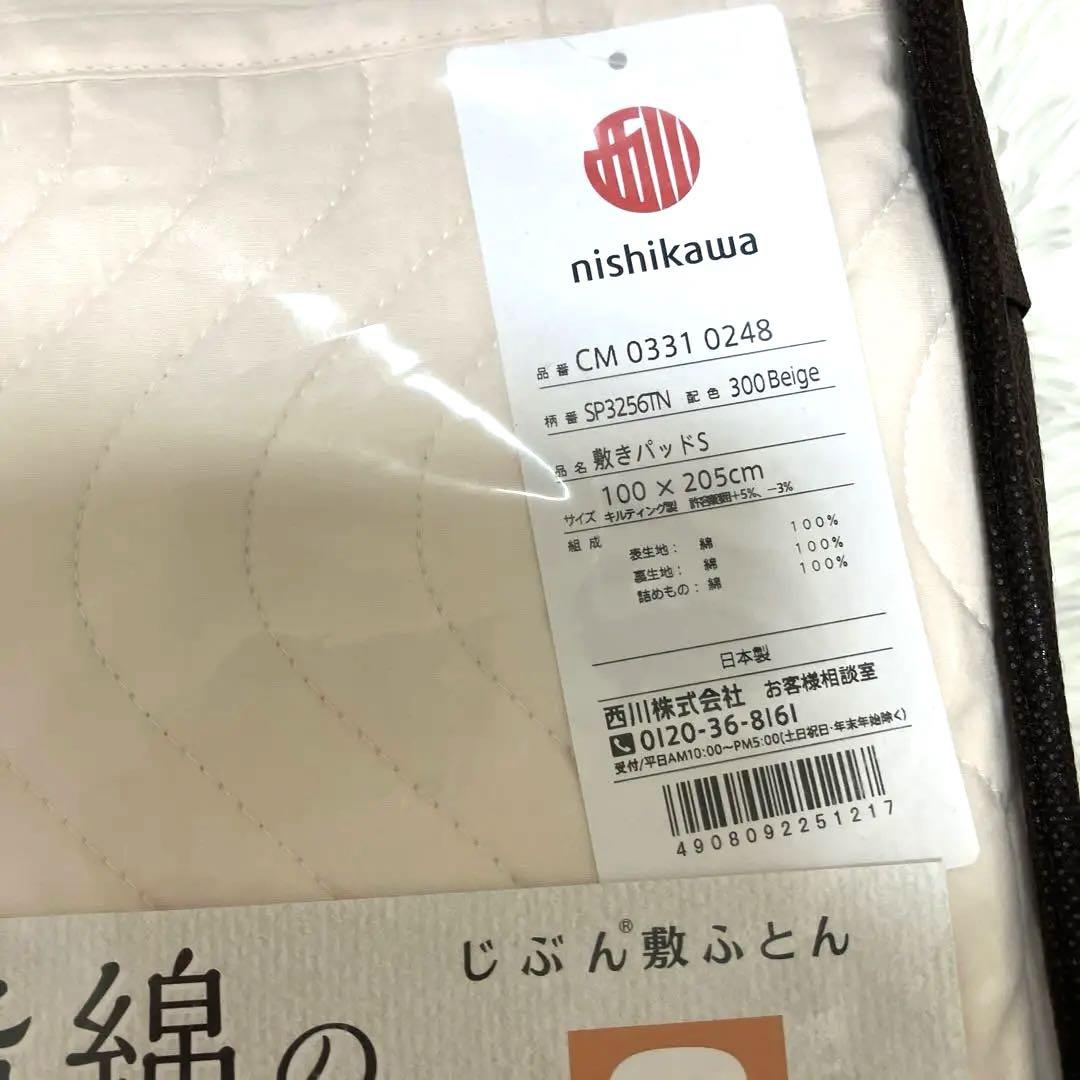 西川
nishikawa
品番 CM 0331 0248
柄番 SP3256TN 配色 300Beige
品名 敷きパッドS
100 × 205cm
サイズ キルティング製 許容範囲+5%、−3%
組成 表生地: 綿 100%
裏生地: 綿 100%
詰めもの: 綿 100%
日本製
西川株式会社 お客様相談室
0120-36-8161
受付/平日AM10:00〜PM5:00(土日祝日・年末年始除く)
4908092251217
じぶん®敷ふとん
綿の